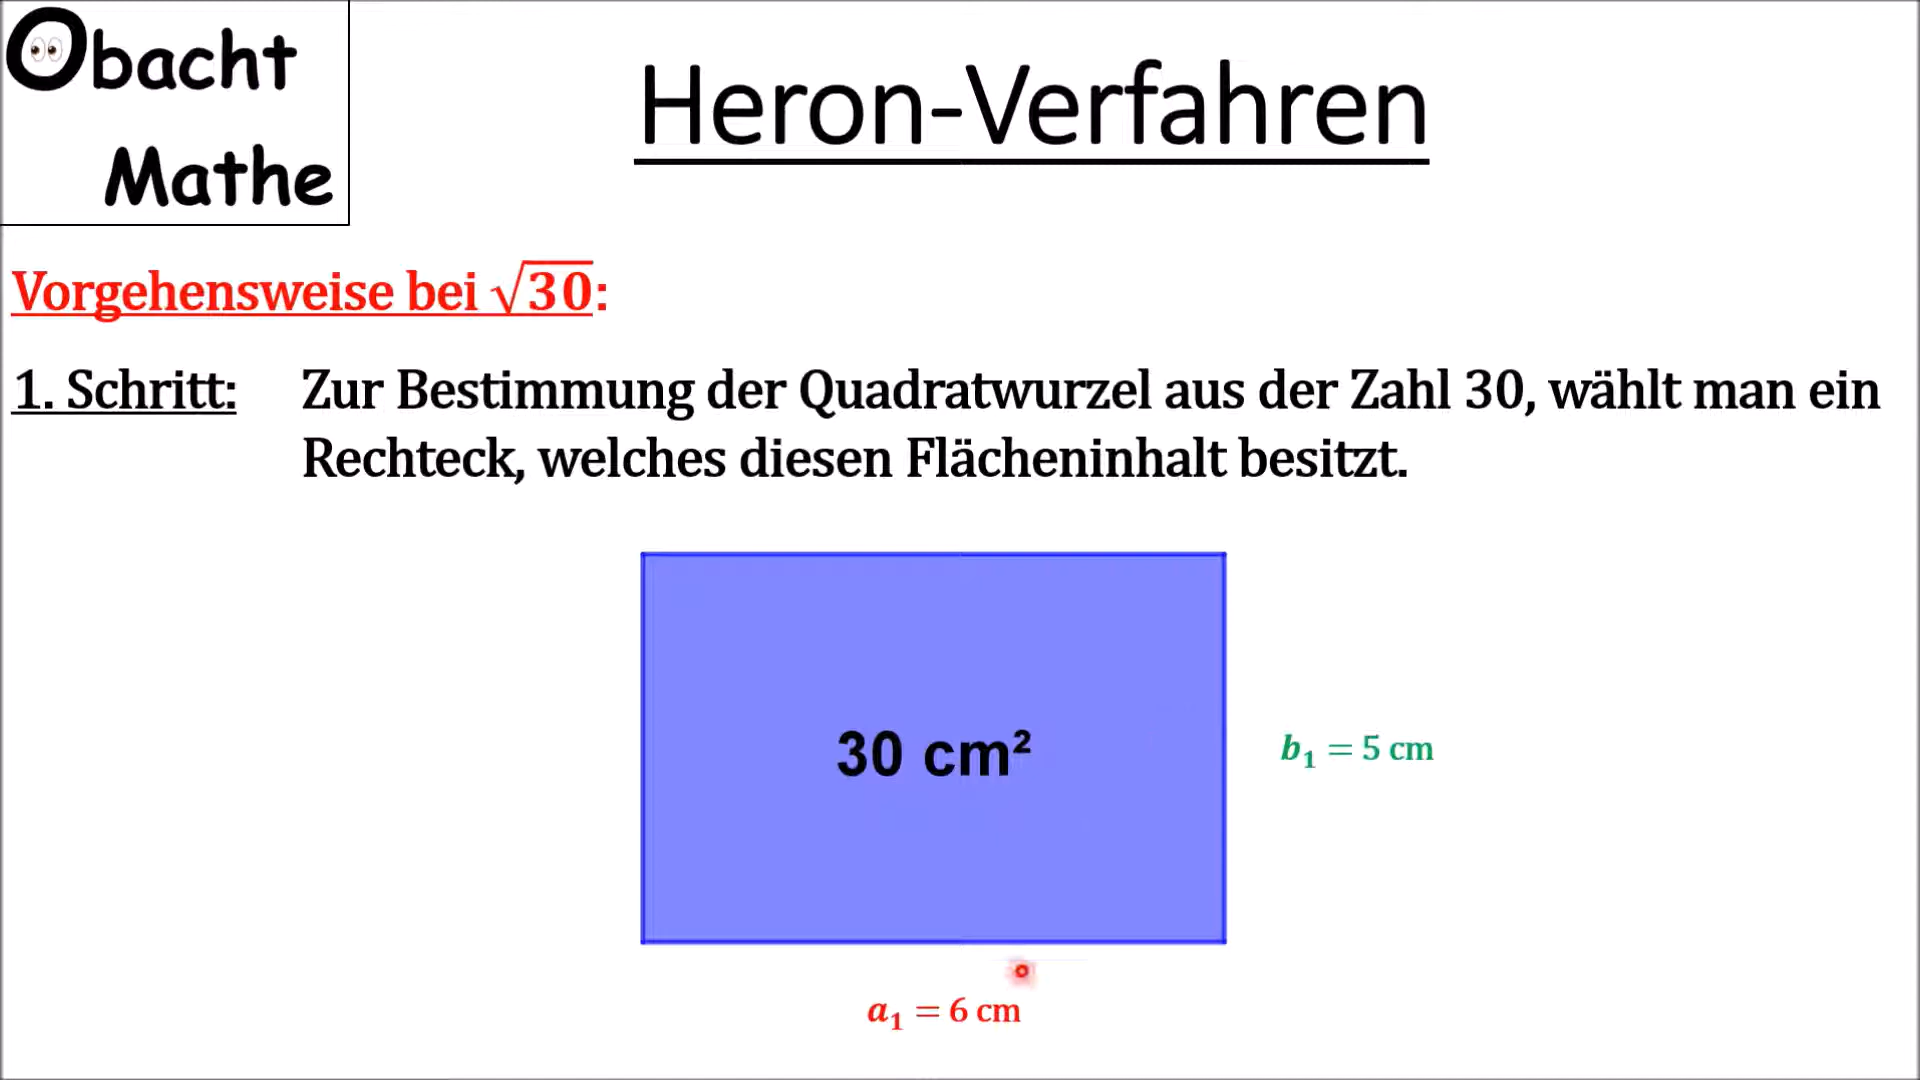 Obacht
Mathe
Heron-Verfahren
Vorgehensweise bei √30:
1. Schritt: Zur Bestimmung der Quadratwurzel aus der Zahl 30, wählt man ein
Rechteck, welches diesen Flächeninhalt besitzt.
30 cm²
b₁ = 5 cm
a₁ = 6 cm